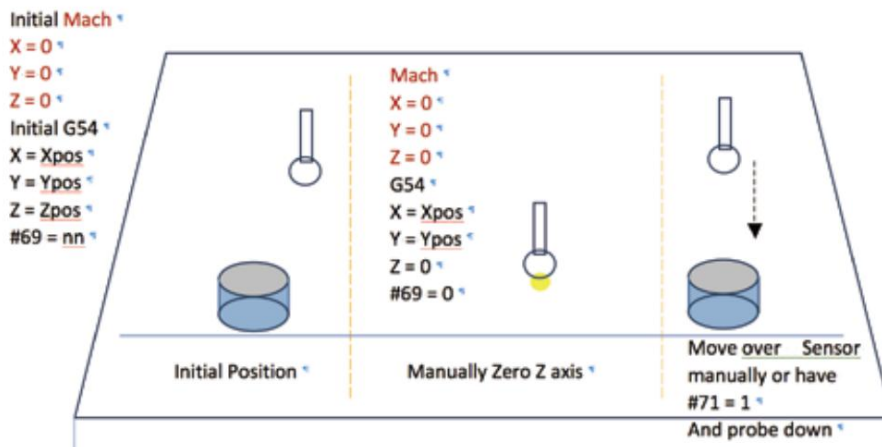 Initial Mach
X = 0
Y = 0
Z = 0
Initial G54
X = Xpos
Y = Ypos
Z = Zpos
#69 = nn
Mach
X = 0
Y = 0
Z = 0
G54
X = Xpos
Y = Ypos
Z = 0
#69 = 0
Initial Position
Manually Zero Z axis
Move over Sensor
manually or have
#71 = 1
And probe down